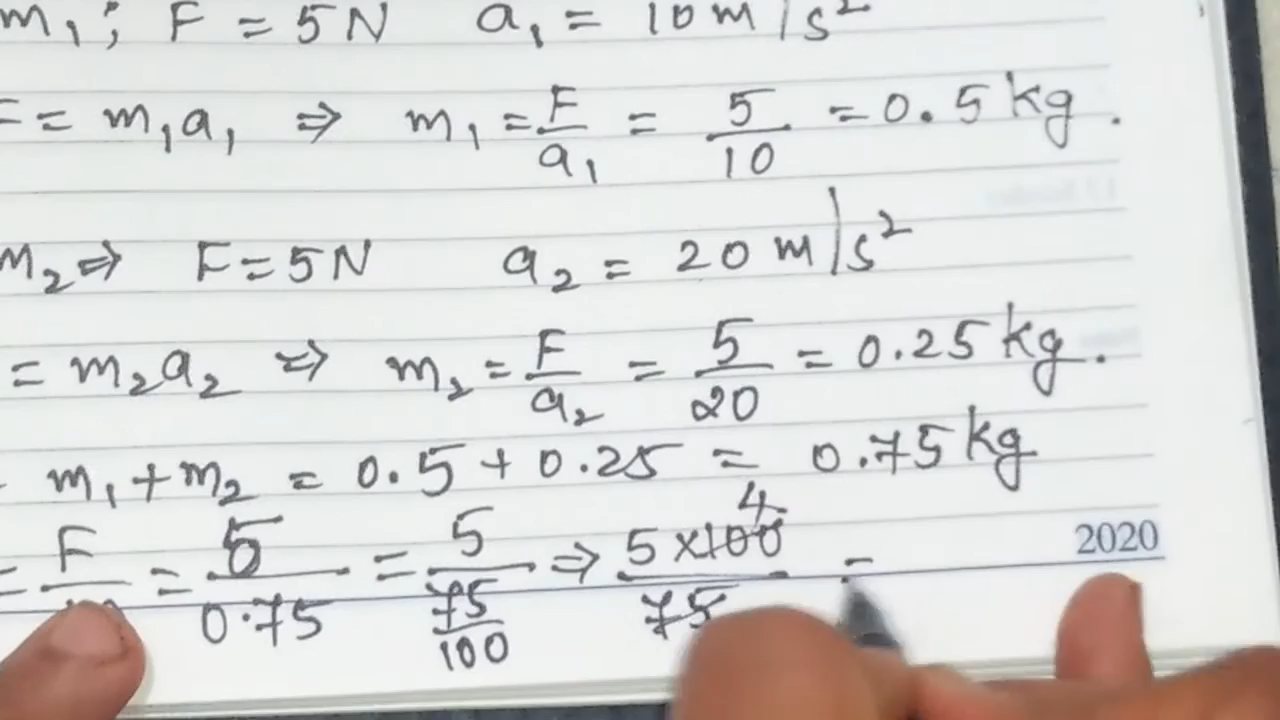 m₁; F = 5N a₁ = 10 m/s²
F = m₁a₁ ⇒ m₁ = F/a₁ = 5/10 = 0.5 kg.
m₂ ⇒ F = 5N a₂ = 20 m/s²
= m₂a₂ ⇒ m₂ = F/a₂ = 5/20 = 0.25 kg.
m₁ + m₂ = 0.5 + 0.25 = 0.75 kg
= F/ = 5/0.75 = 5/(75/100) ⇒ 5 × 100/75 4 =
2020